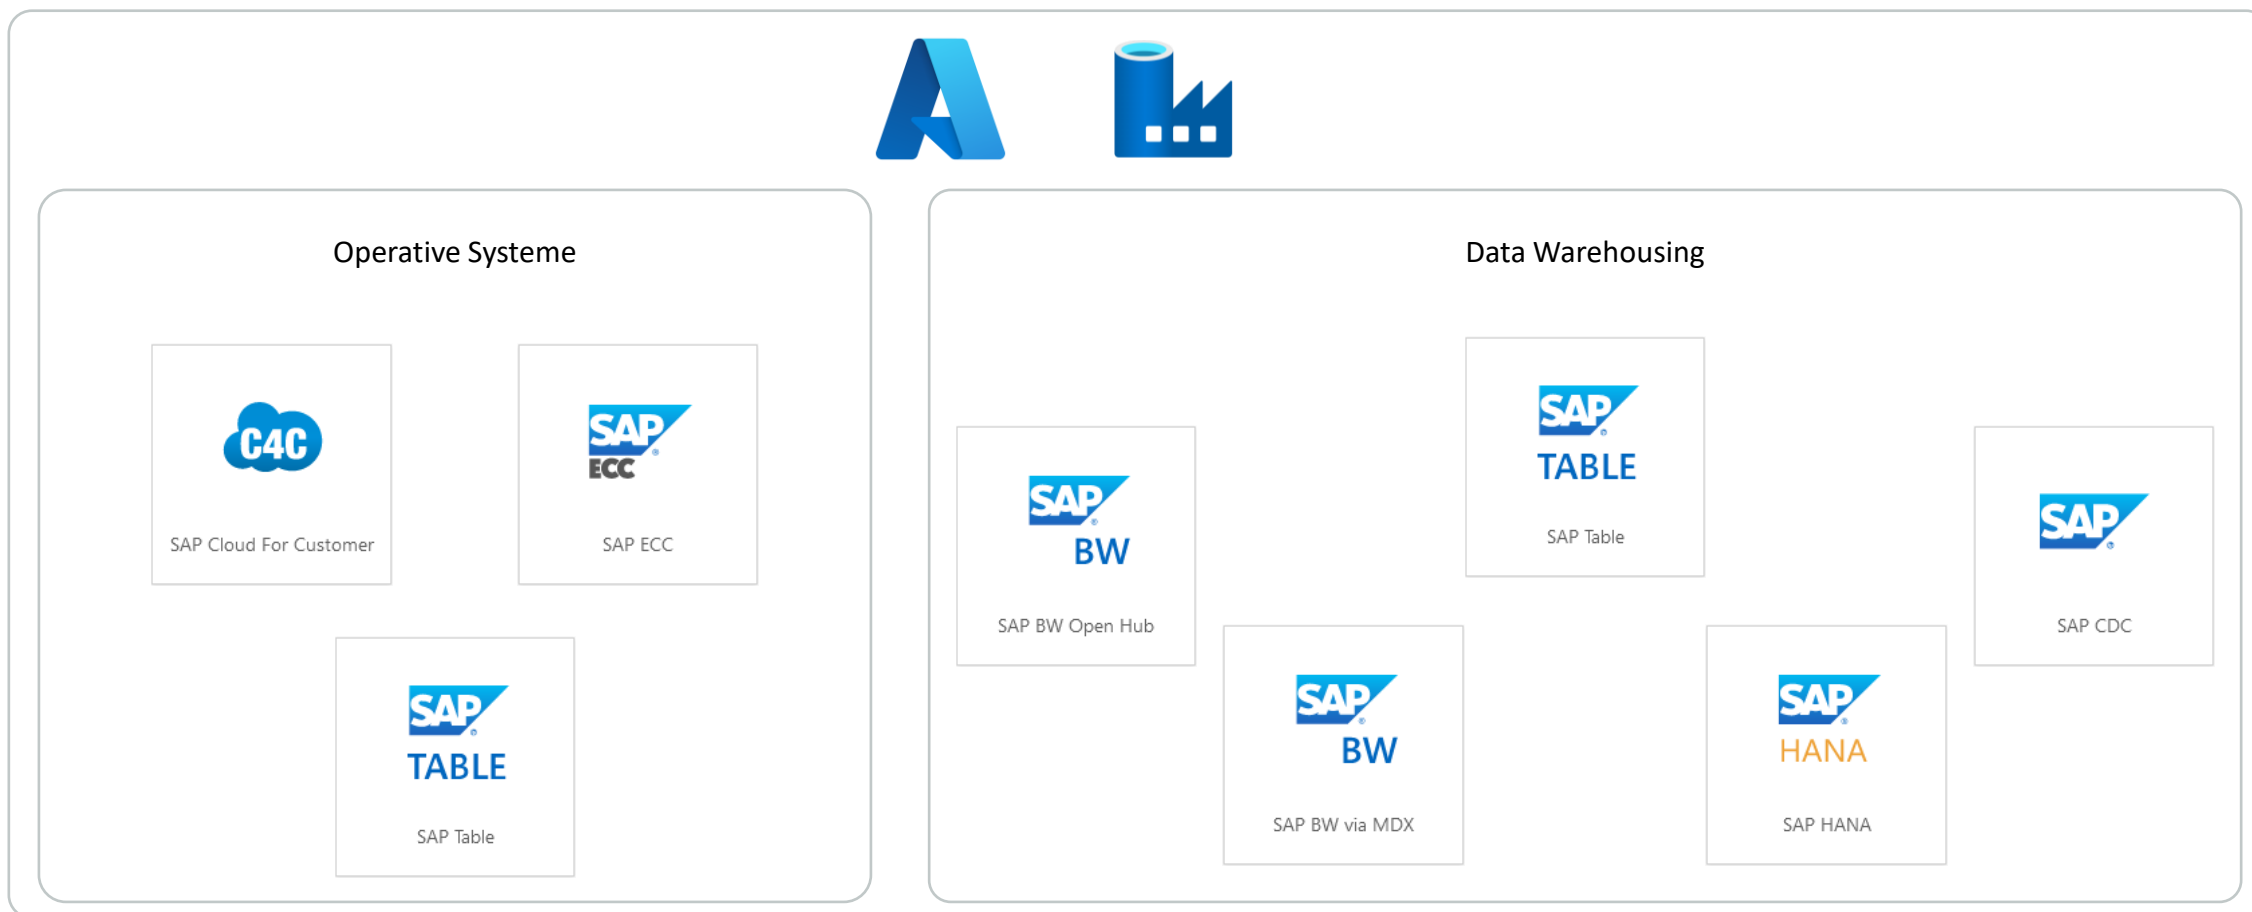 Operative Systeme
C4C
SAP Cloud For Customer
SAP
ECC
SAP ECC
SAP
TABLE
SAP Table
Data Warehousing
SAP
BW
SAP BW Open Hub
SAP
BW
SAP BW via MDX
SAP
TABLE
SAP Table
SAP
HANA
SAP HANA
SAP
SAP CDC